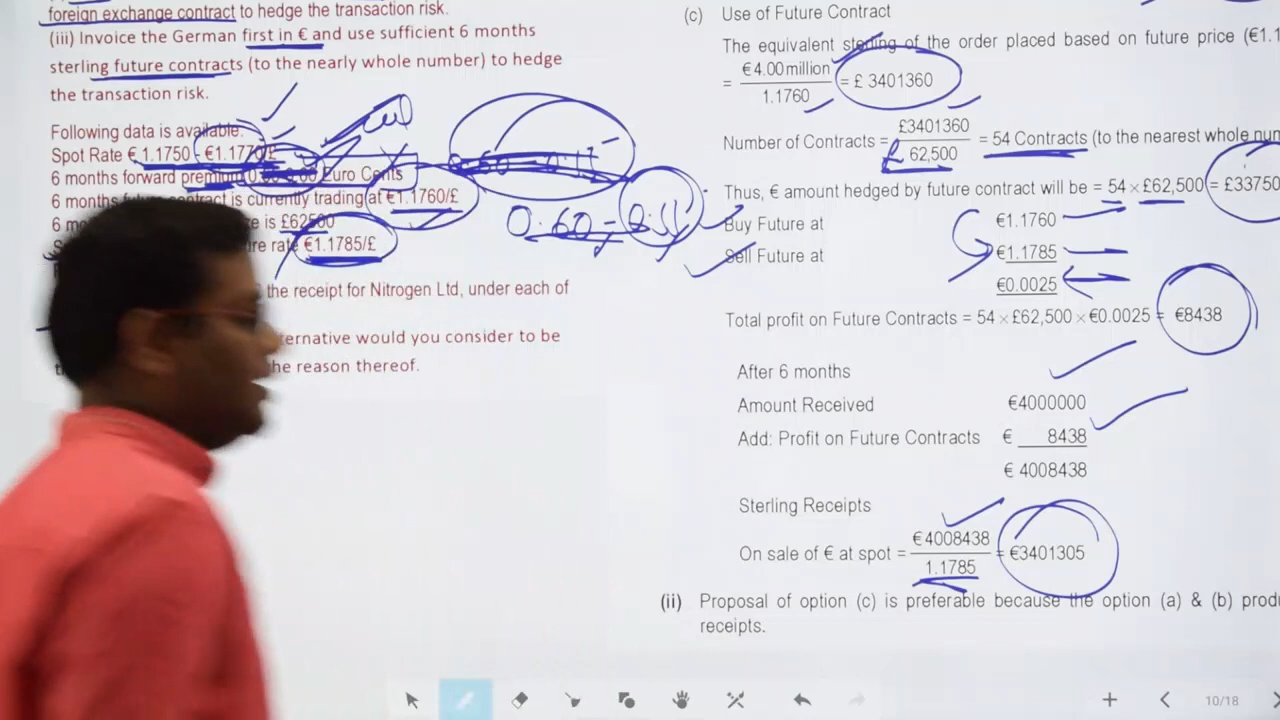 foreign exchange contract to hedge the transaction risk.
(iii) Invoice the German first in € and use sufficient 6 months
sterling future contracts (to the nearly whole number) to hedge
the transaction risk.
Following data is available:
Spot Rate € 1.1750 €1.1770/£
6 months forward premium Euro Cents
6 months contract is currently trading at €1.1760/£
6 is £62500
rate €1.1785/£
the receipt for Nitrogen Ltd, under each of
would you consider to be
the reason thereof.
0.60 -
(c) Use of Future Contract
The equivalent sterling of the order placed based on future price (€1.1
= €4.00 million
1.1760
= £ 3401360
Number of Contracts = £3401360
£ 62,500
= 54 Contracts (to the nearest whole num
Thus, € amount hedged by future contract will be = 54 × £62,500 = £33750
Buy Future at €1.1760
Sell Future at €1.1785
€0.0025
Total profit on Future Contracts = 54 × £62,500 × €0.0025 = €8438
After 6 months
Amount Received €4000000
Add: Profit on Future Contracts € 8438
€ 4008438
Sterling Receipts
On sale of € at spot = €4008438
1.1785
= €3401305
(ii) Proposal of option (c) is preferable because the option (a) & (b) produ
receipts.
10/18